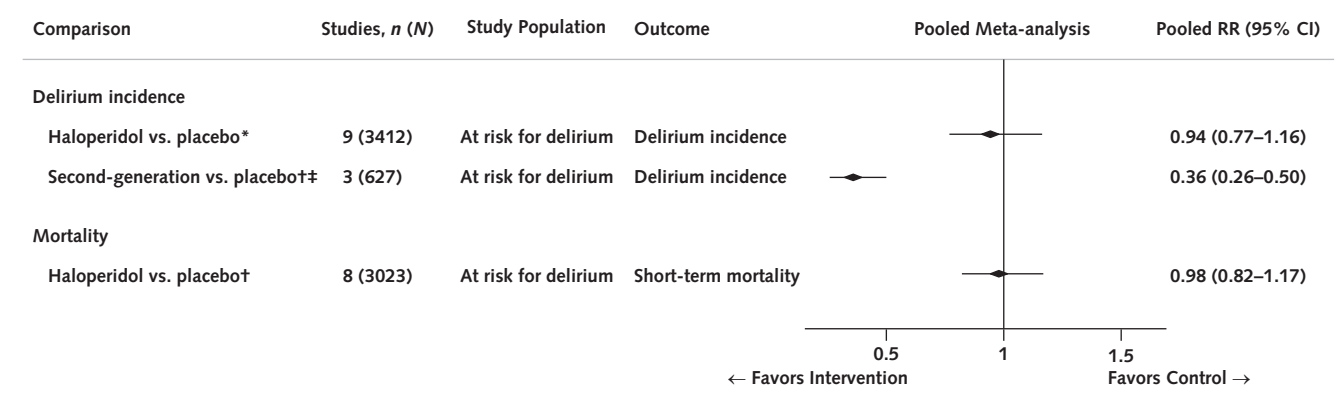 Comparison Studies, n (N) Study Population Outcome Pooled Meta-analysis Pooled RR (95% CI)
Delirium incidence
Haloperidol vs. placebo* 9 (3412) At risk for delirium Delirium incidence 0.94 (0.77–1.16)
Second-generation vs. placebo†‡ 3 (627) At risk for delirium Delirium incidence 0.36 (0.26–0.50)
Mortality
Haloperidol vs. placebo† 8 (3023) At risk for delirium Short-term mortality 0.98 (0.82–1.17)
0.5 1 1.5
← Favors Intervention Favors Control →